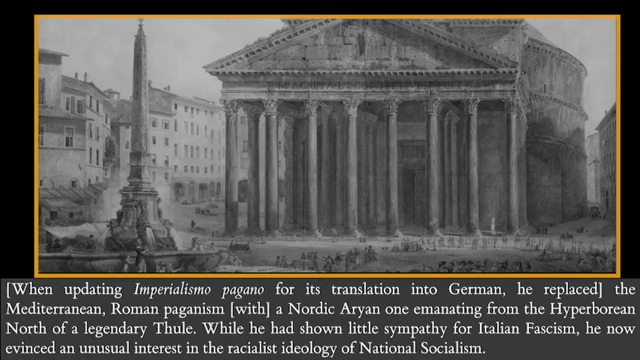 [When updating Imperialismo pagano for its translation into German, he replaced] the
Mediterranean, Roman paganism [with] a Nordic Aryan one emanating from the Hyperborean
North of a legendary Thule. While he had shown little sympathy for Italian Fascism, he now
evinced an unusual interest in the racialist ideology of National Socialism.